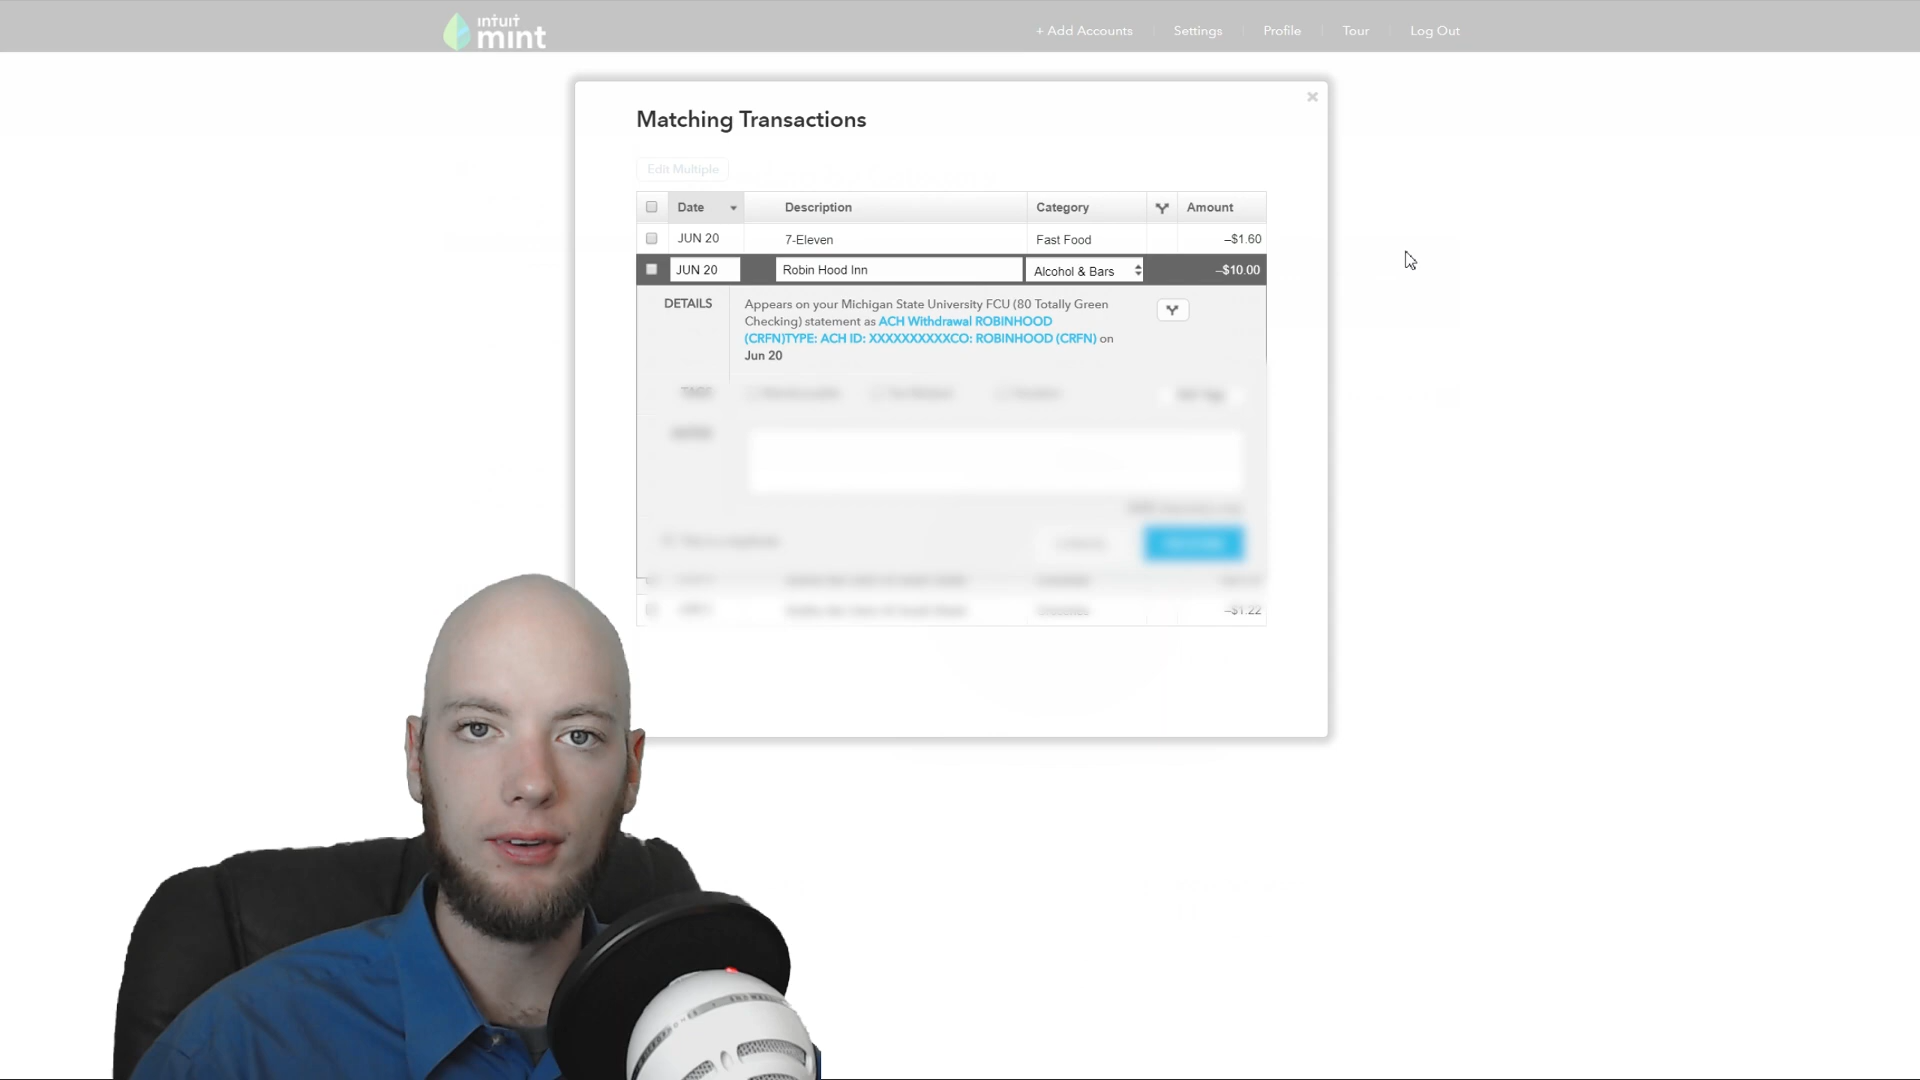 intuit
mint
+ Add Accounts Settings Profile Tour Log Out
Matching Transactions
Edit Multiple
Date Description Category Amount
JUN 20 7-Eleven Fast Food –$1.60
JUN 20 Robin Hood Inn Alcohol & Bars –$10.00
DETAILS
Appears on your Michigan State University FCU (80 Totally Green
Checking) statement as ACH Withdrawal ROBINHOOD
(CRFN)TYPE: ACH ID: XXXXXXXXXXCO: ROBINHOOD (CRFN) on
Jun 20
–$1.22